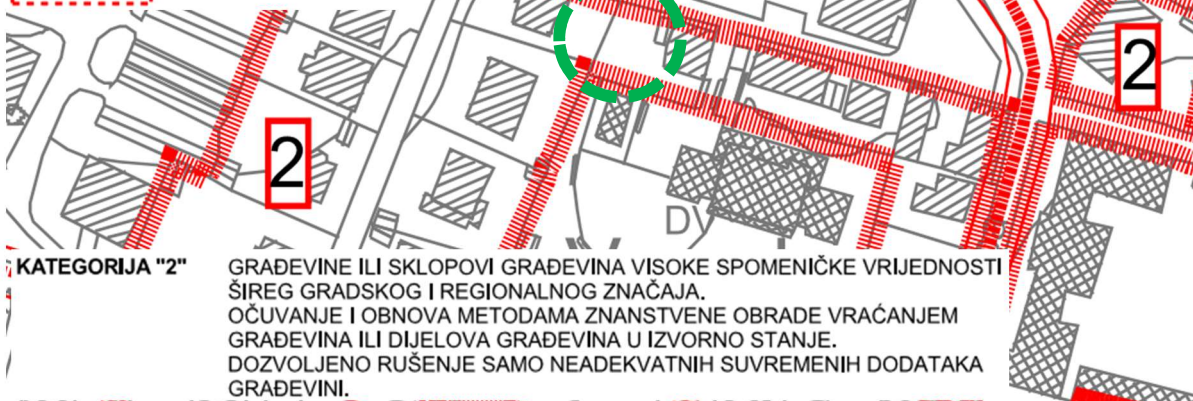 2
2
Dy
KATEGORIJA "2" GRAĐEVINE ILI SKLOPOVI GRAĐEVINA VISOKE SPOMENIČKE VRIJEDNOSTI
ŠIREG GRADSKOG I REGIONALNOG ZNAČAJA.
OČUVANJE I OBNOVA METODAMA ZNANSTVENE OBRADE VRAĆANJEM
GRAĐEVINA ILI DIJELOVA GRAĐEVINA U IZVORNO STANJE.
DOZVOLJENO RUŠENJE SAMO NEADEKVATNIH SUVREMENIH DODATAKA
GRAĐEVINI.